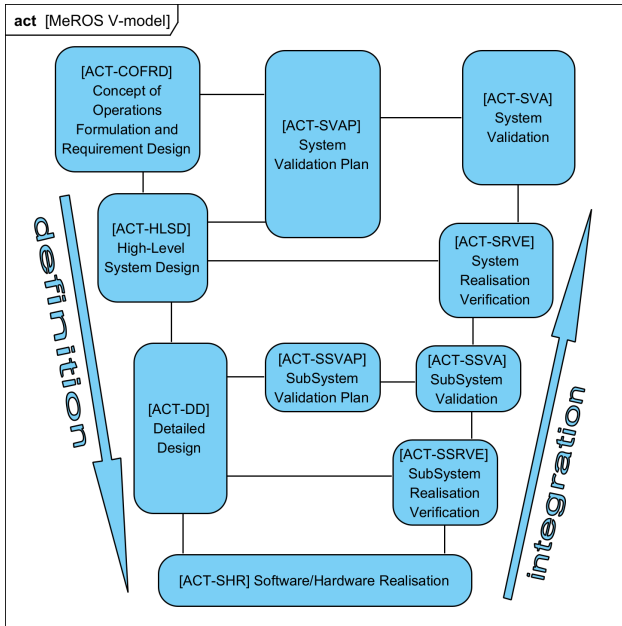 act [MeROS V-model]
[ACT-COFRD]
Concept of
Operations
Formulation and
Requirement Design
[ACT-SVAP]
System
Validation Plan
[ACT-SVA]
System
Validation
[ACT-HLSD]
High-Level
System Design
[ACT-SRVE]
System
Realisation
Verification
definition
[ACT-DD]
Detailed
Design
[ACT-SSVAP]
SubSystem
Validation Plan
[ACT-SSVA]
SubSystem
Validation
[ACT-SSRVE]
SubSystem
Realisation
Verification
integration
[ACT-SHR] Software/Hardware Realisation